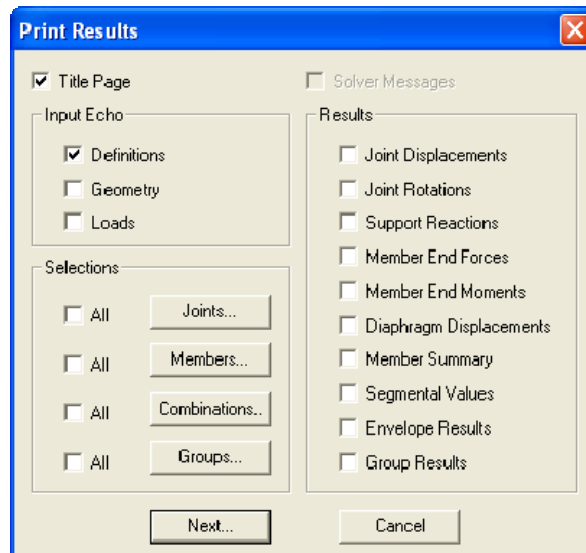 Print Results
Title Page
Solver Messages
Input Echo
Definitions
Geometry
Loads
Selections
All Joints...
All Members...
All Combinations..
All Groups...
Results
Joint Displacements
Joint Rotations
Support Reactions
Member End Forces
Member End Moments
Diaphragm Displacements
Member Summary
Segmental Values
Envelope Results
Group Results
Next...
Cancel